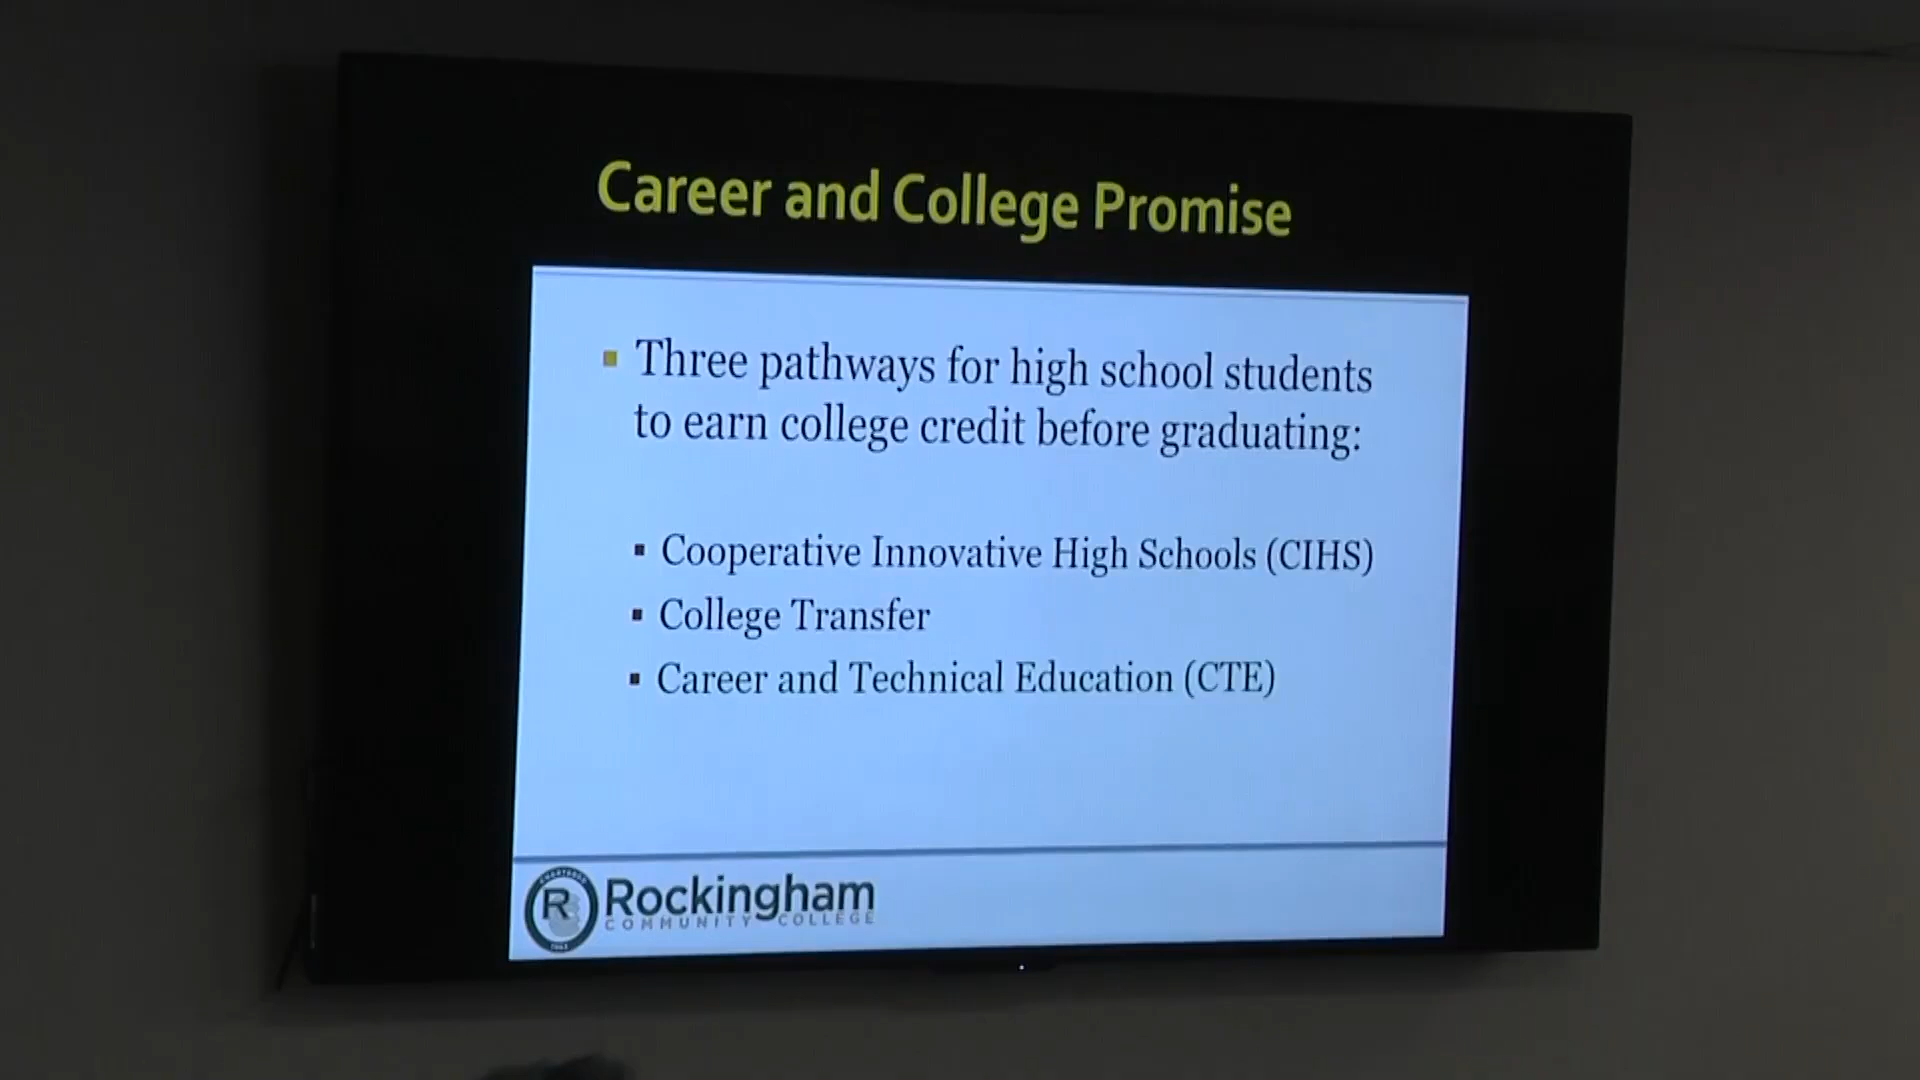 Career and College Promise
Three pathways for high school students
to earn college credit before graduating:
Cooperative Innovative High Schools (CIHS)
College Transfer
Career and Technical Education (CTE)
R
Rockingham
COMMUNITY COLLEGE